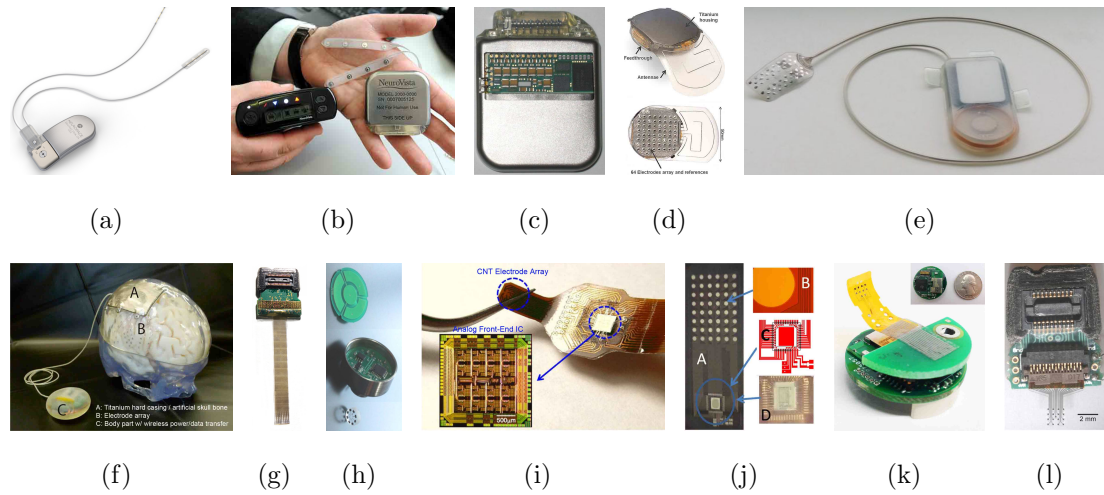 Titanium housing
Feedthrough
Antennae
NeuroVista
THIS SIDE UP
64 Electrodes array and references
(a)
(b)
(c)
(d)
(e)
A
B
C
A: Titanium hard casing / artificial skull bone
B: Electrode array
C: Body part w/ wireless power/data transfer
CNT Electrode Array
Analog Front-End IC
500µm
B
C
A
D
2 mm
(f)
(g)
(h)
(i)
(j)
(k)
(l)